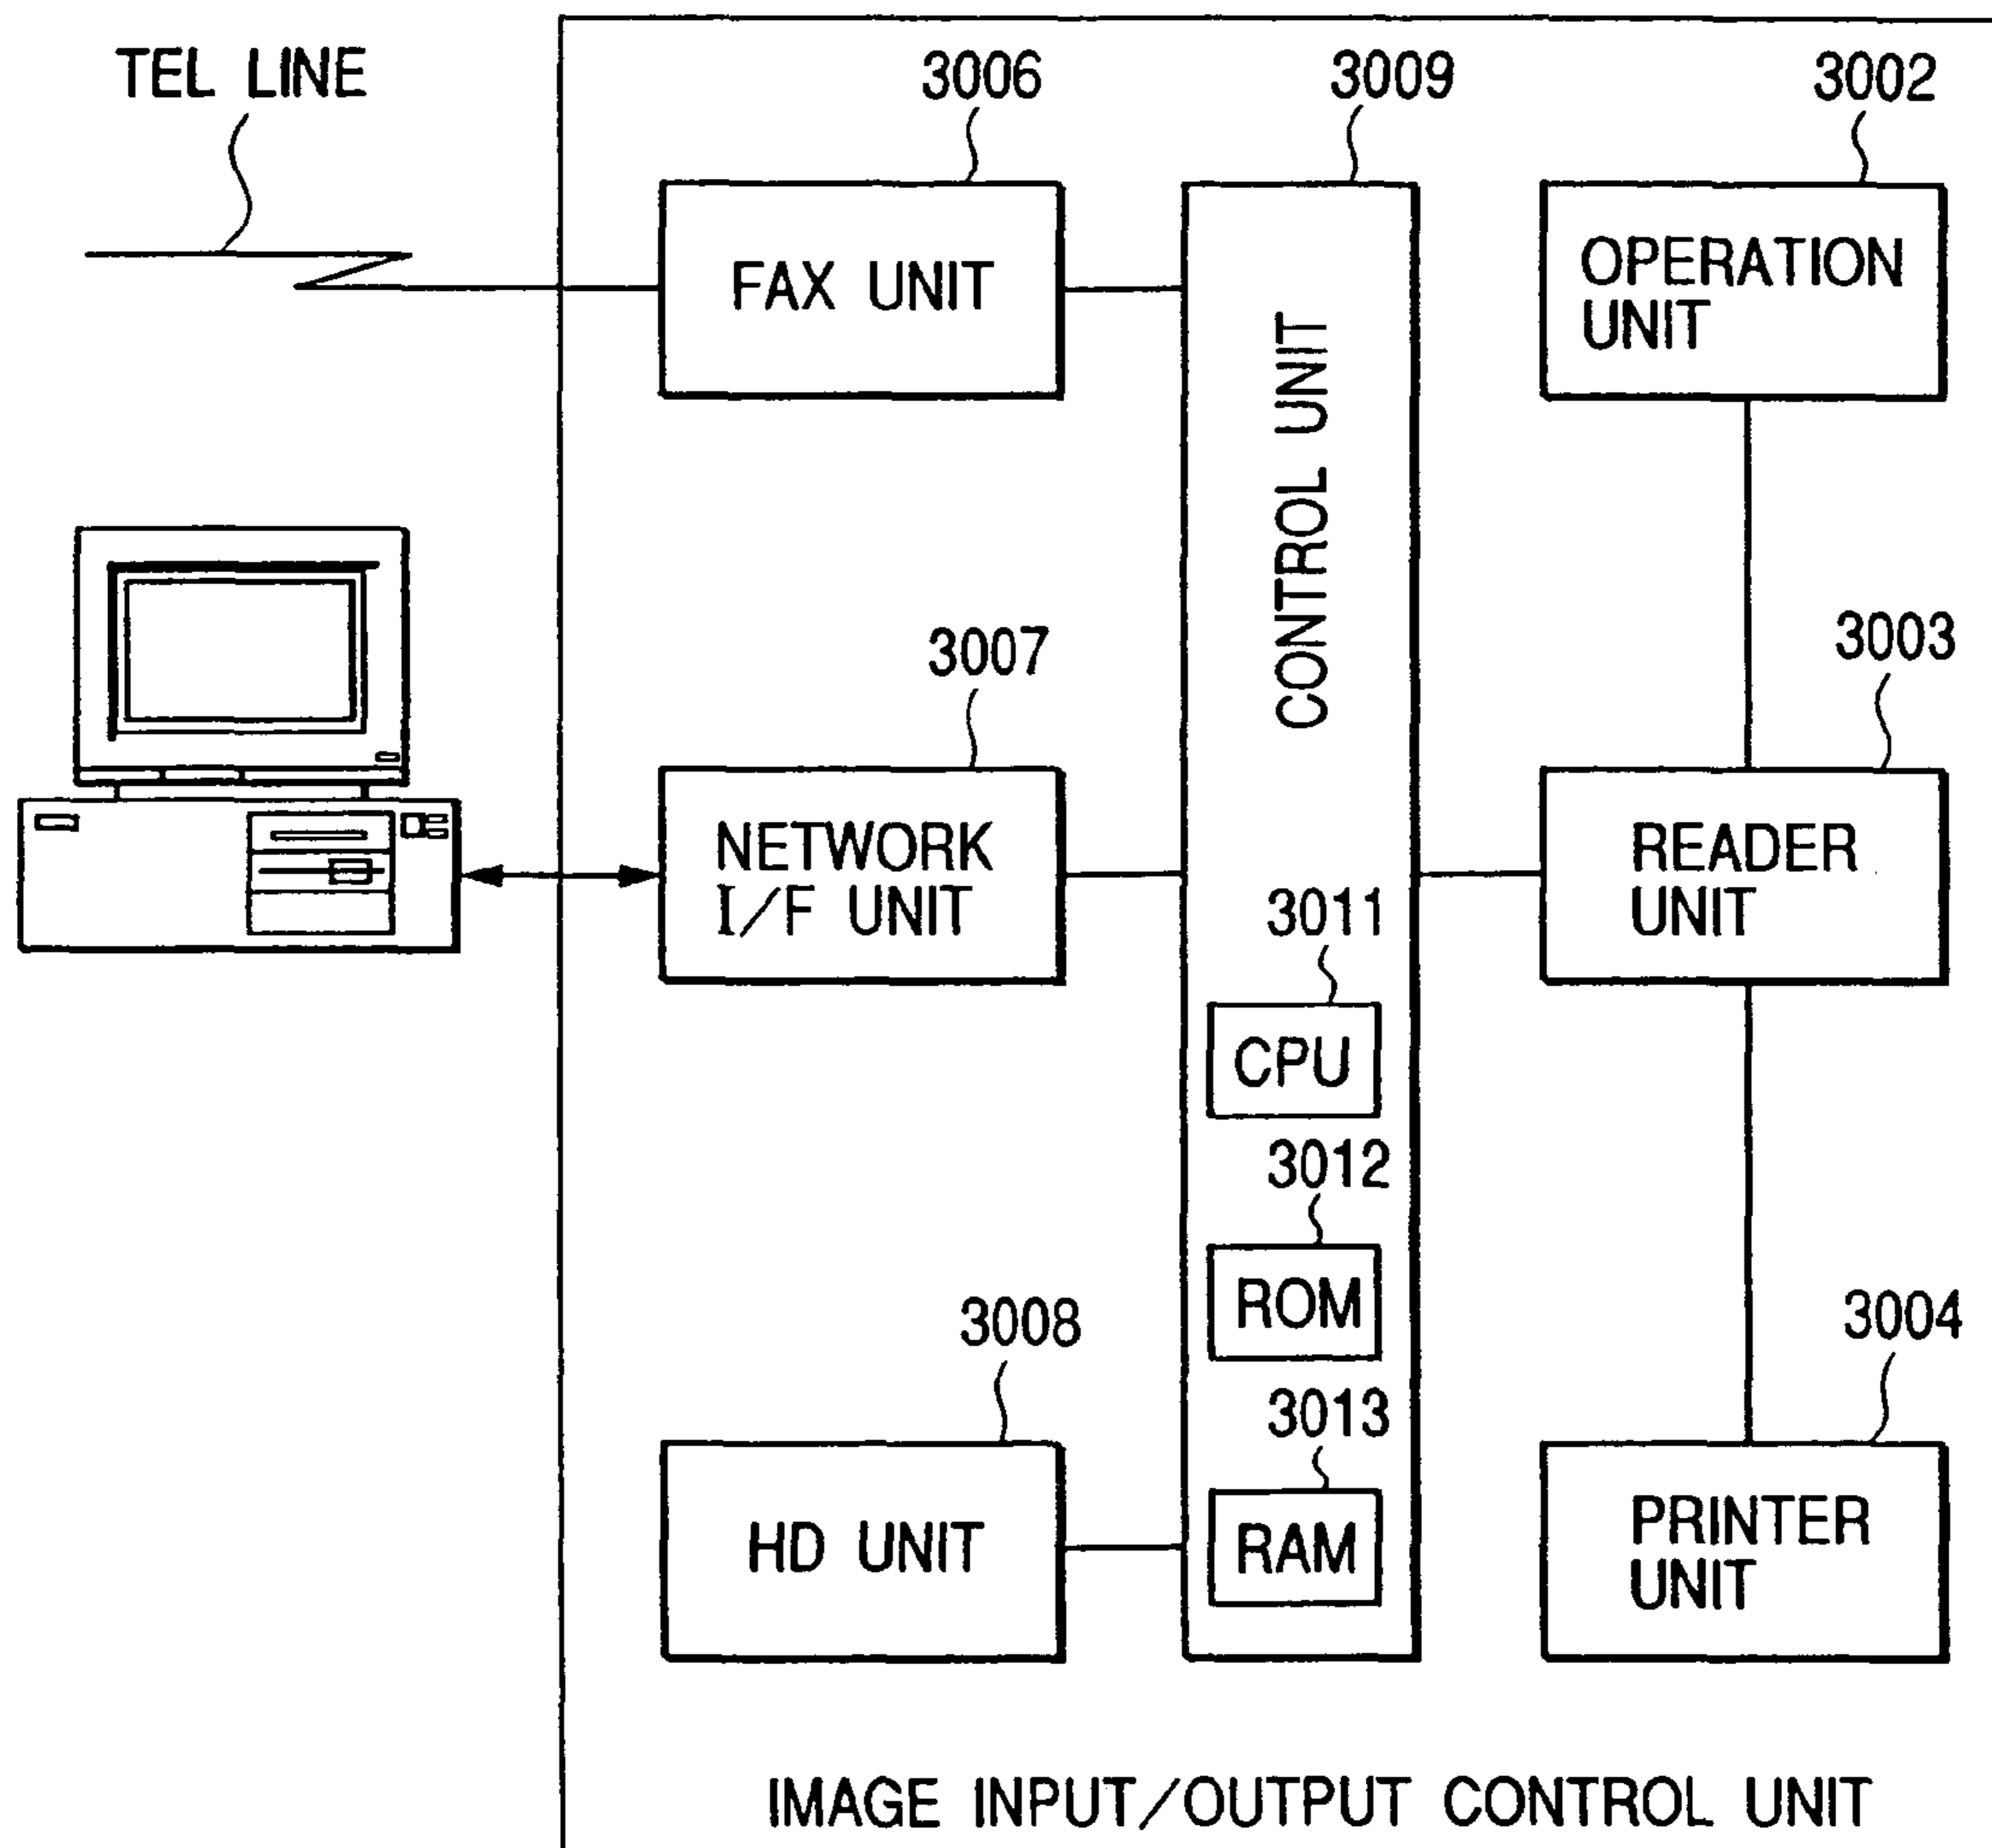 TEL LINE
3006
3009
3002
FAX UNIT
CONTROL UNIT
OPERATION
UNIT
3007
3003
NETWORK
I/F UNIT
READER
UNIT
3011
CPU
3012
ROM
3008
3004
3013
HD UNIT
RAM
PRINTER
UNIT
IMAGE INPUT/OUTPUT CONTROL UNIT